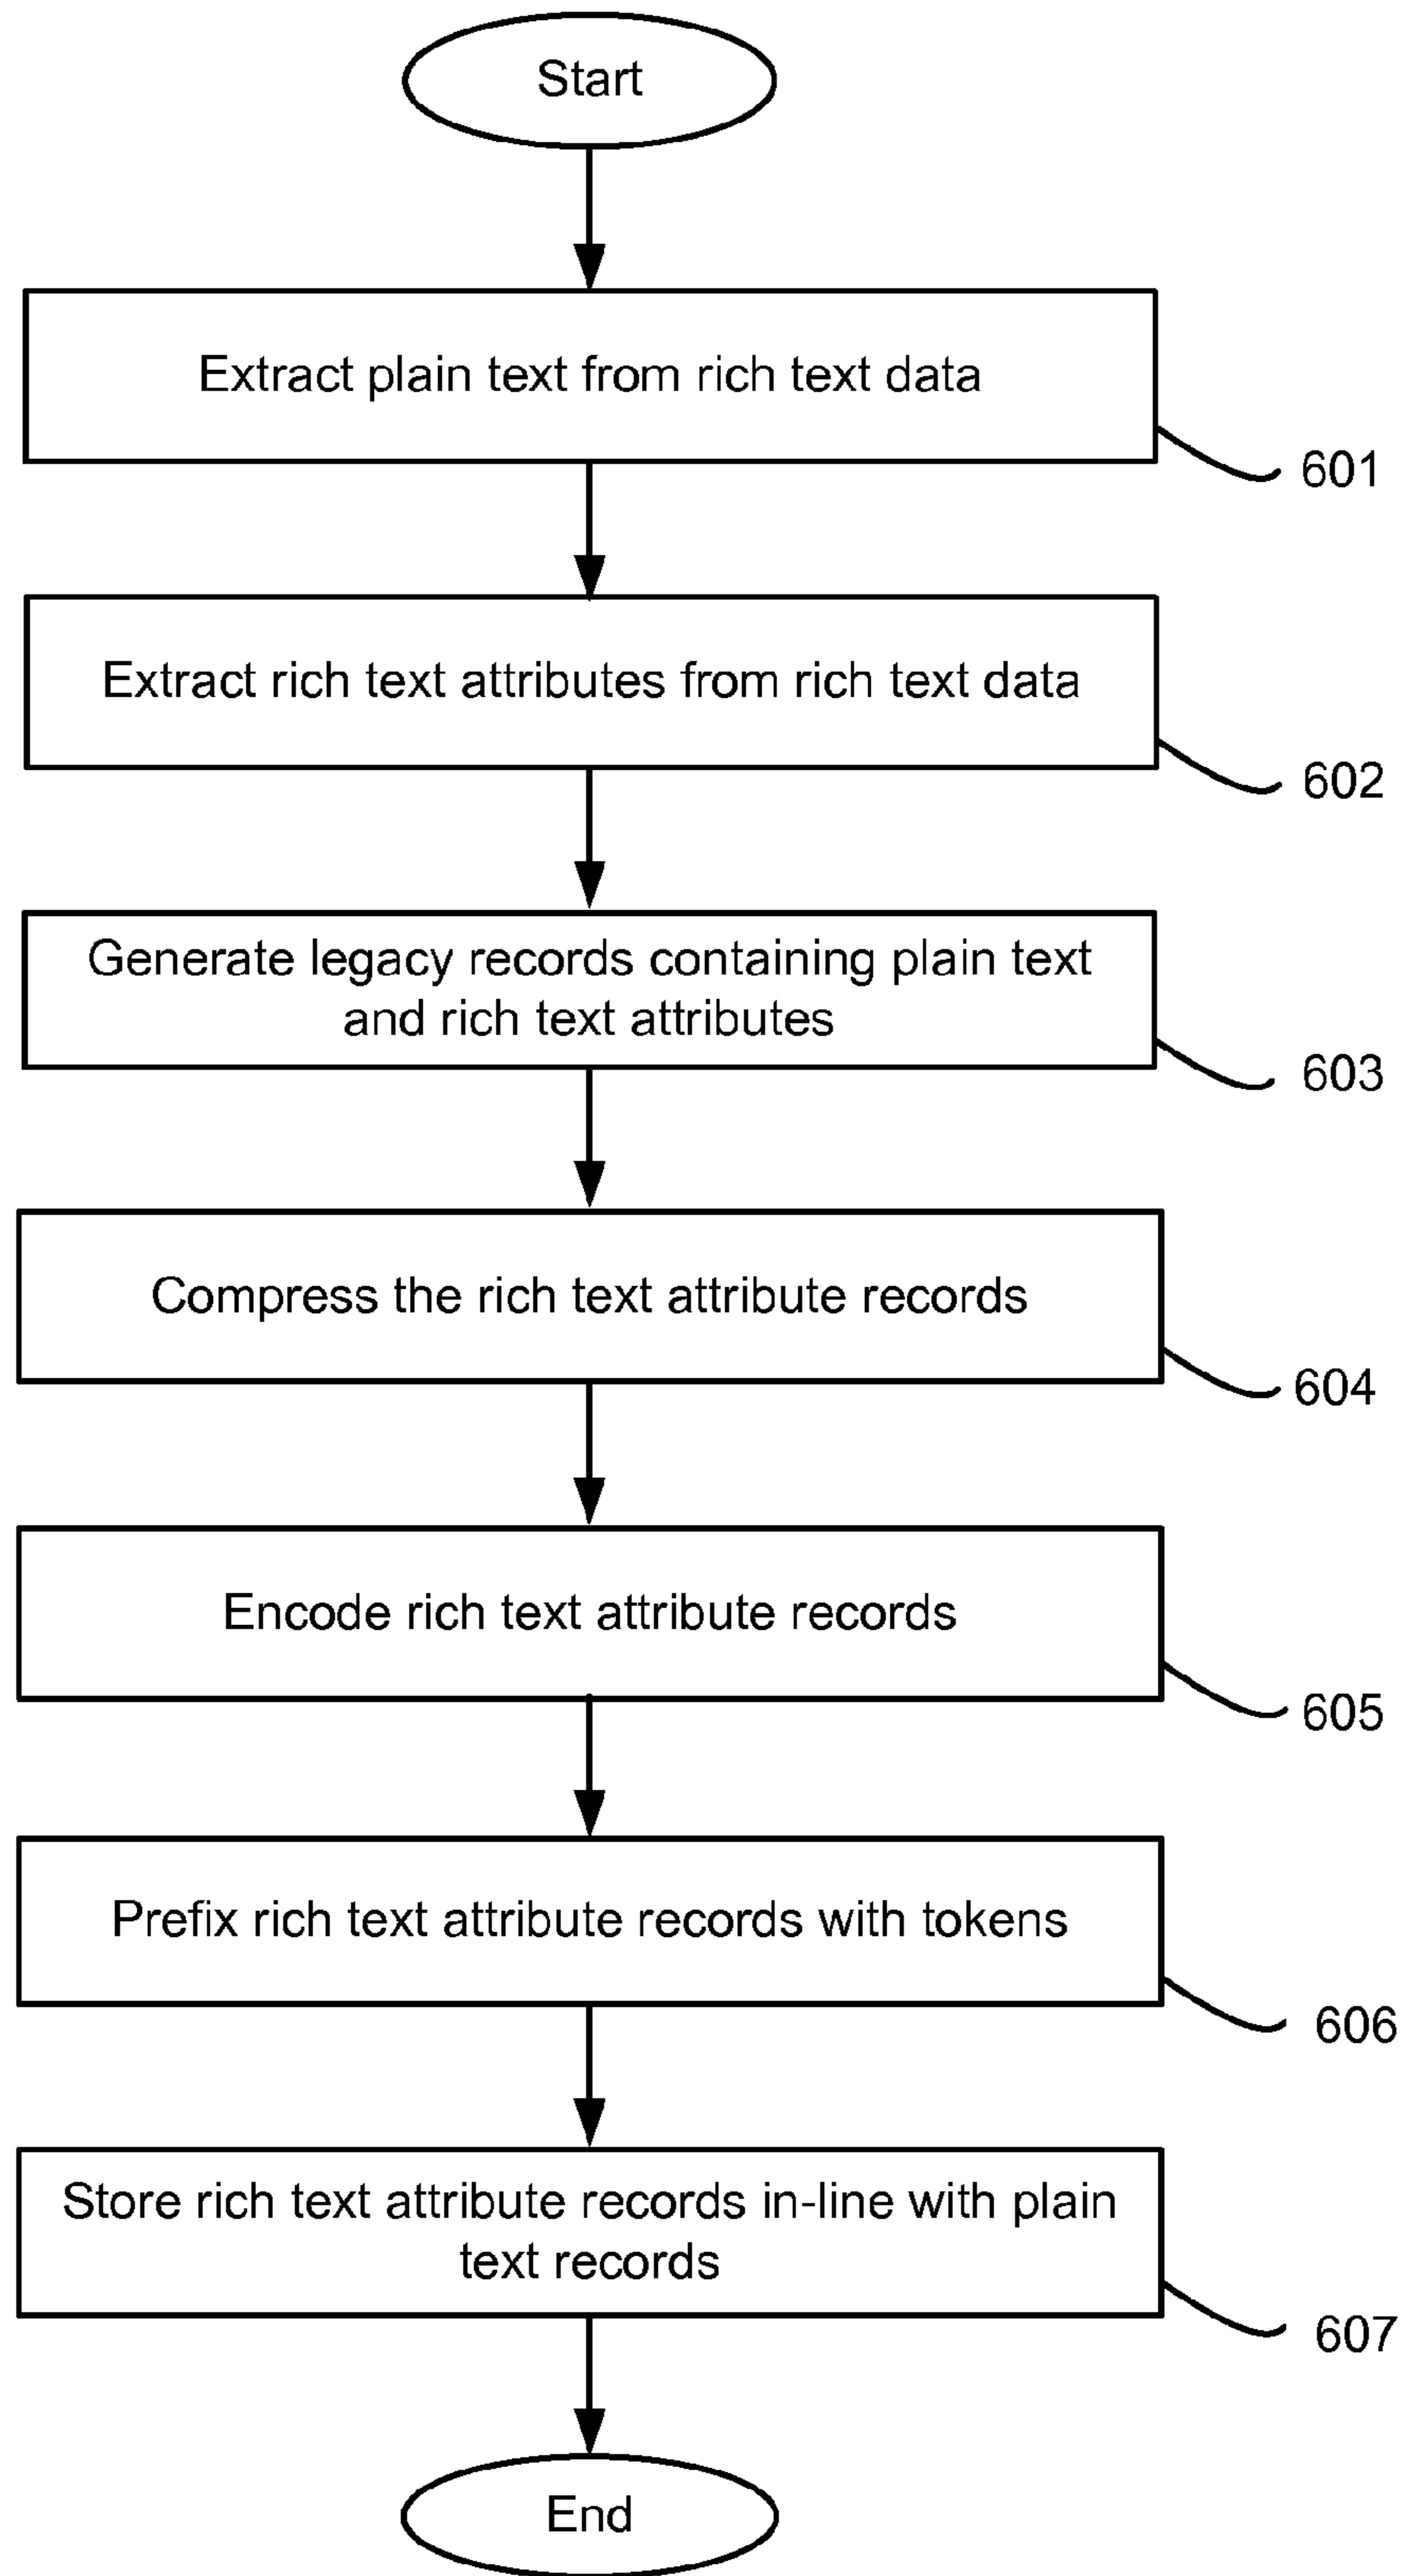 Start
Extract plain text from rich text data
601
Extract rich text attributes from rich text data
602
Generate legacy records containing plain text
and rich text attributes
603
Compress the rich text attribute records
604
Encode rich text attribute records
605
Prefix rich text attribute records with tokens
606
Store rich text attribute records in-line with plain
text records
607
End